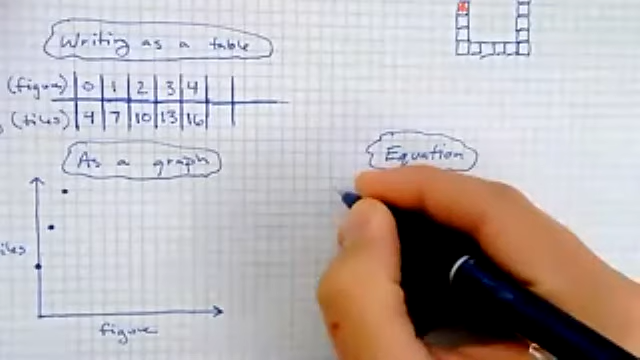 Writing as a table
(figure) 0 1 2 3 4
(tiles) 4 7 10 13 16
As a graph
Equation
figure